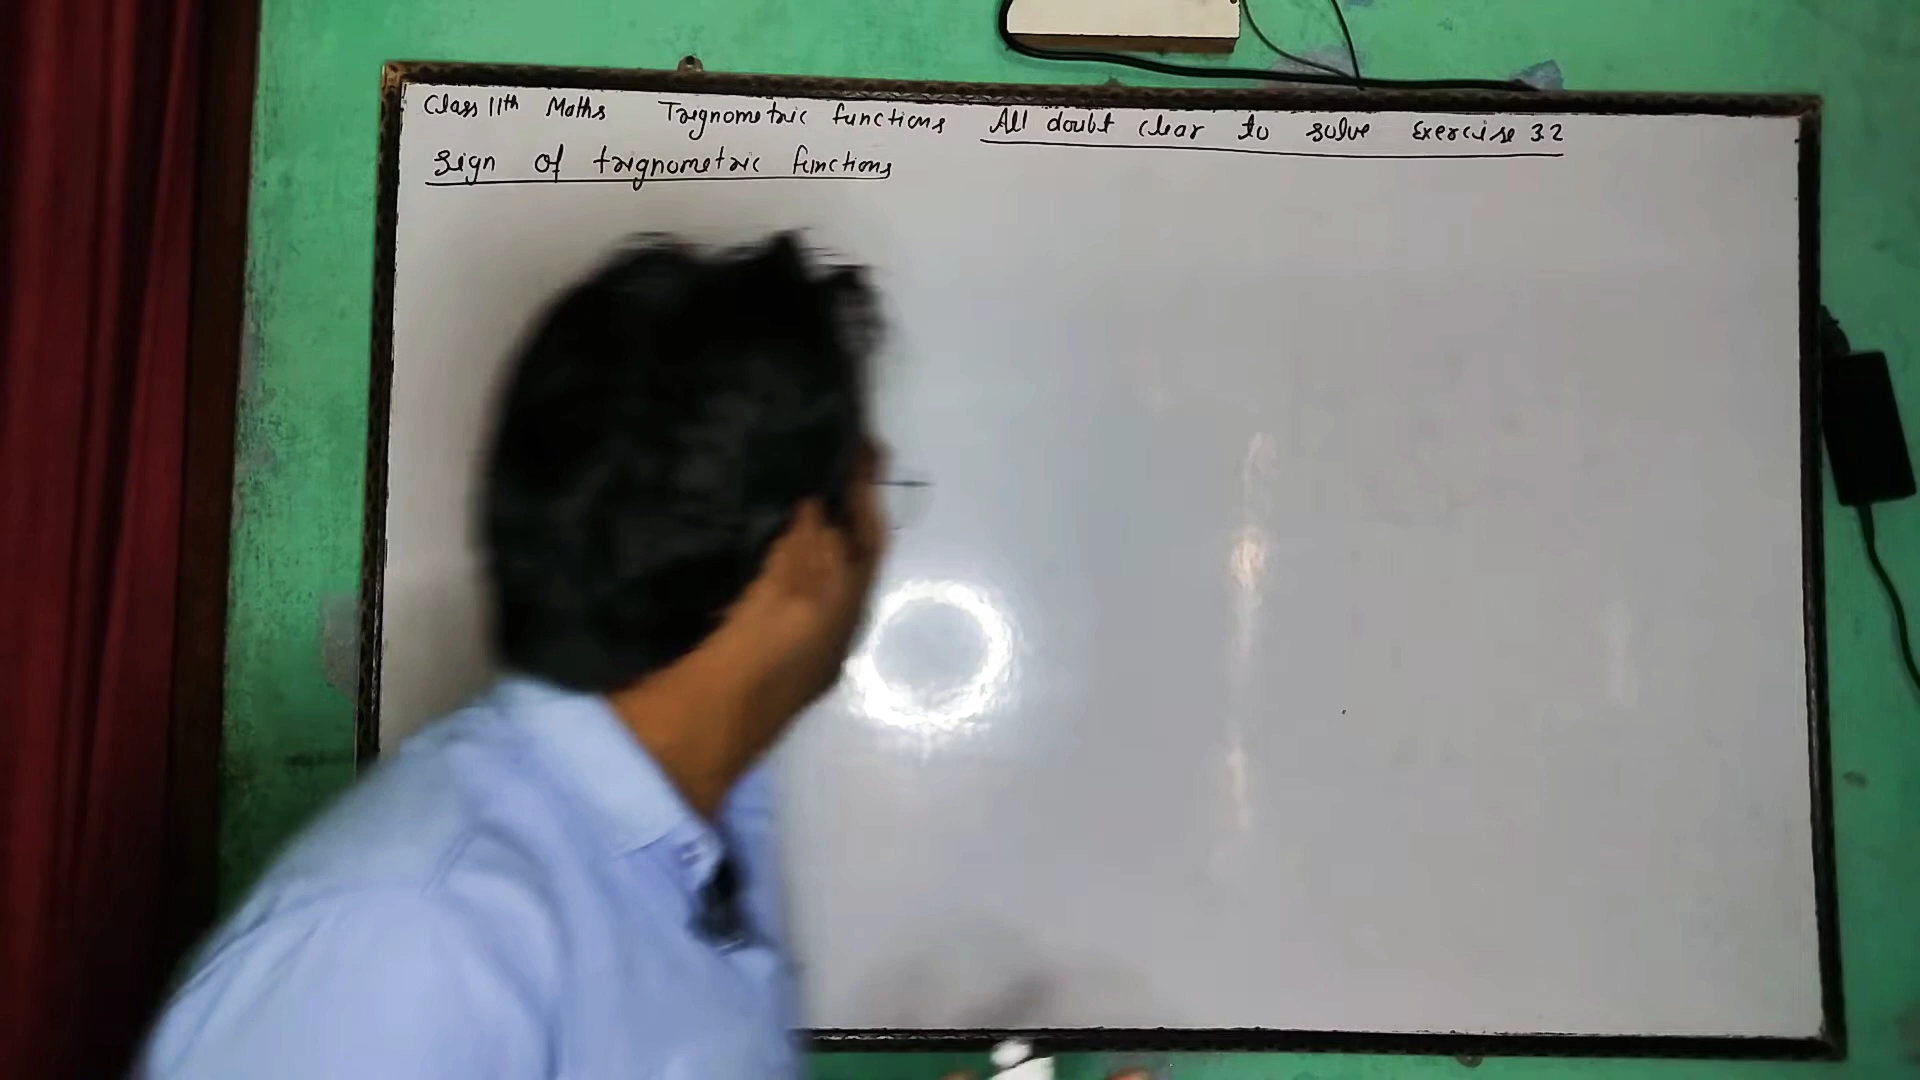 Class 11th Maths Trignometric functions All doubt clear to solve Exercise 3.2
Sign of trignometric functions